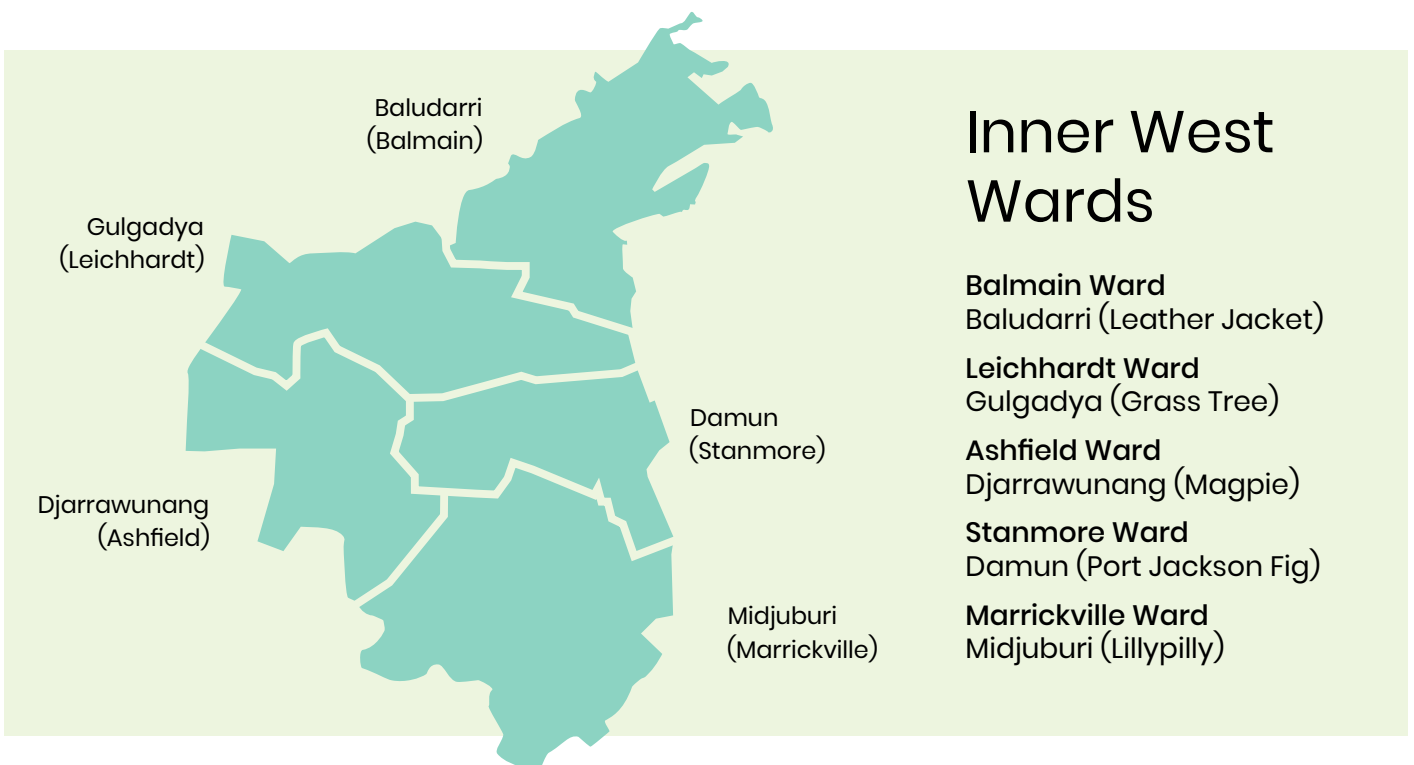 Baludarri
(Balmain)
Gulgadya
(Leichhardt)
Damun
(Stanmore)
Djarrawunang
(Ashfield)
Midjuburi
(Marrickville)
Inner West
Wards
Balmain Ward
Baludarri (Leather Jacket)
Leichhardt Ward
Gulgadya (Grass Tree)
Ashfield Ward
Djarrawunang (Magpie)
Stanmore Ward
Damun (Port Jackson Fig)
Marrickville Ward
Midjuburi (Lillypilly)